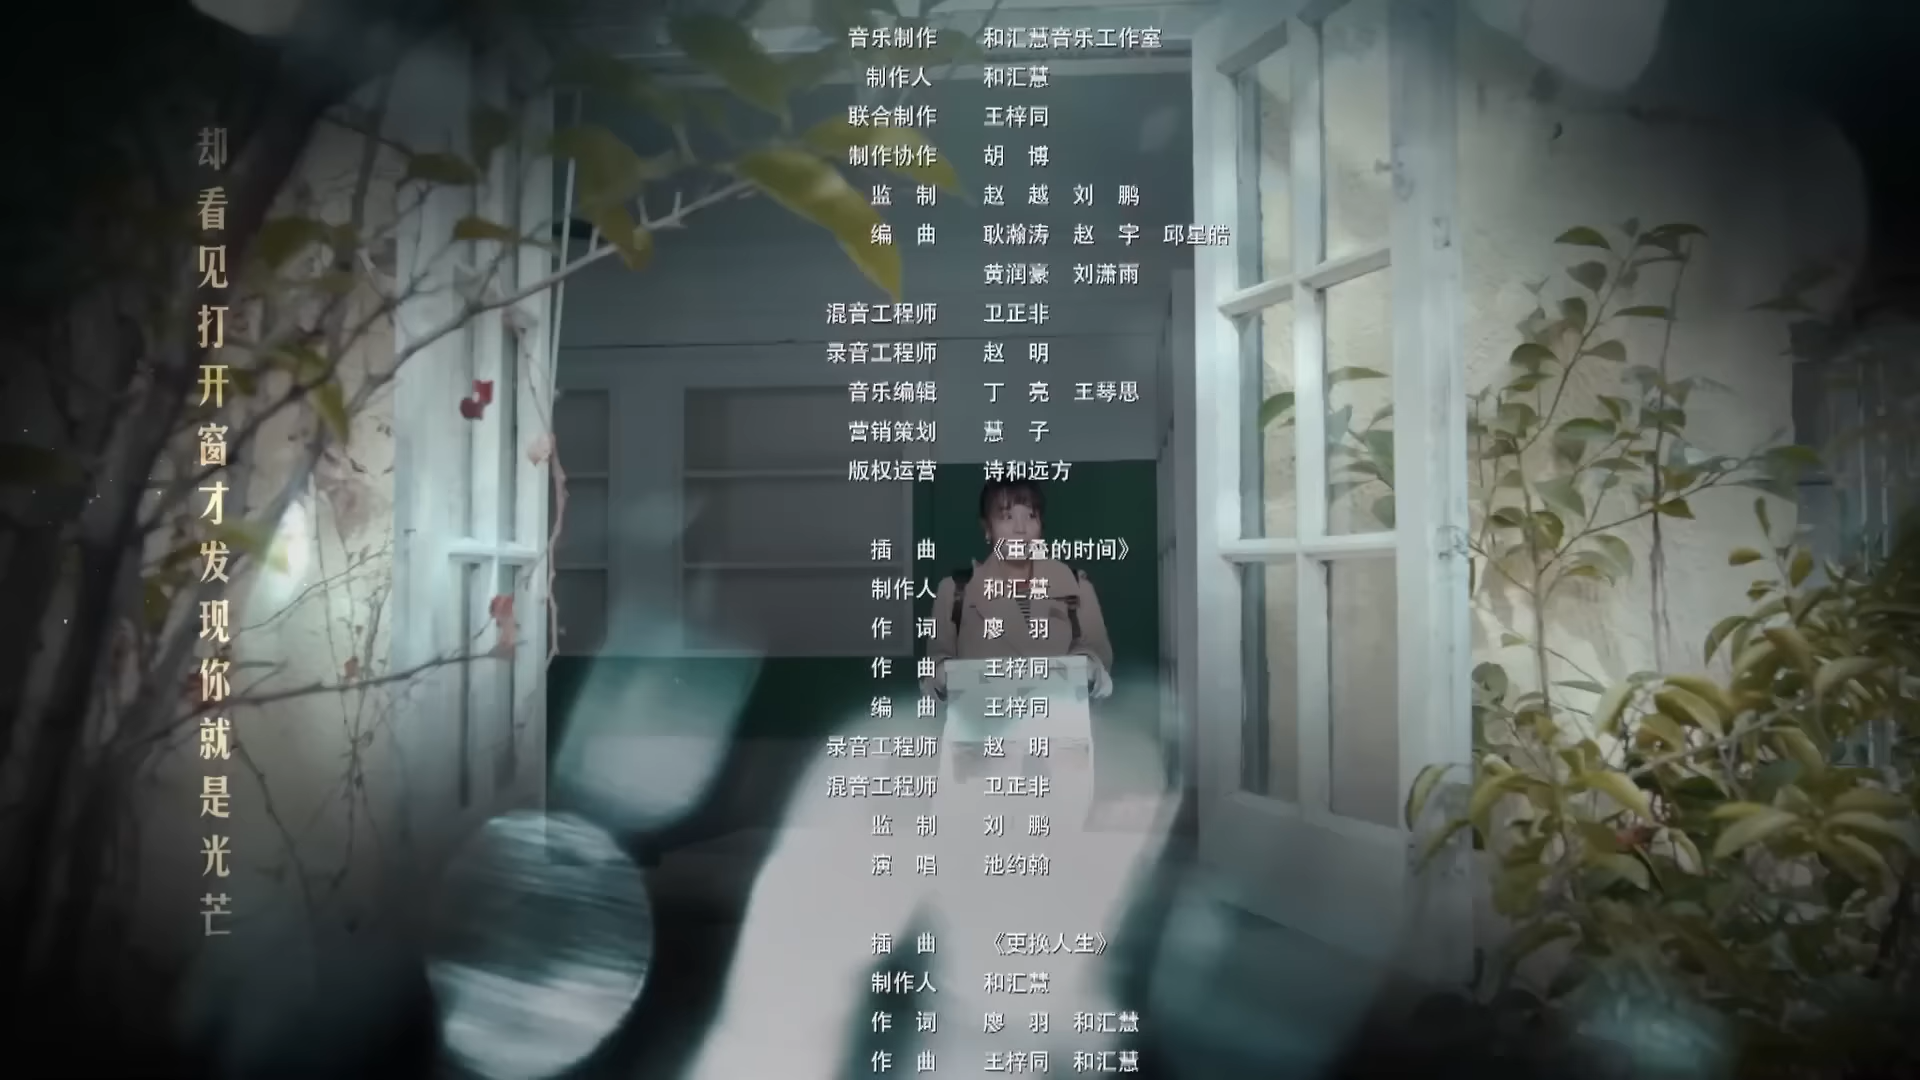 却看见打开窗才发现你就是光芒
音乐制作 和汇慧音乐工作室
制作人 和汇慧
联合制作 王梓同
制作协作 胡 博
监 制 赵 越 刘 鹏
编 曲 耿瀚涛 赵 宇 邱星皓
黄润豪 刘潇雨
混音工程师 卫正非
录音工程师 赵 明
音乐编辑 丁 亮 王琴思
营销策划 慧 子
版权运营 诗和远方
插 曲 《重叠的时间》
制作人 和汇慧
作 词 廖 羽
作 曲 王梓同
编 曲 王梓同
录音工程师 赵 明
混音工程师 卫正非
监 制 刘 鹏
演 唱 池约翰
插 曲 《更换人生》
制作人 和汇慧
作 词 廖 羽 和汇慧
作 曲 王梓同 和汇慧